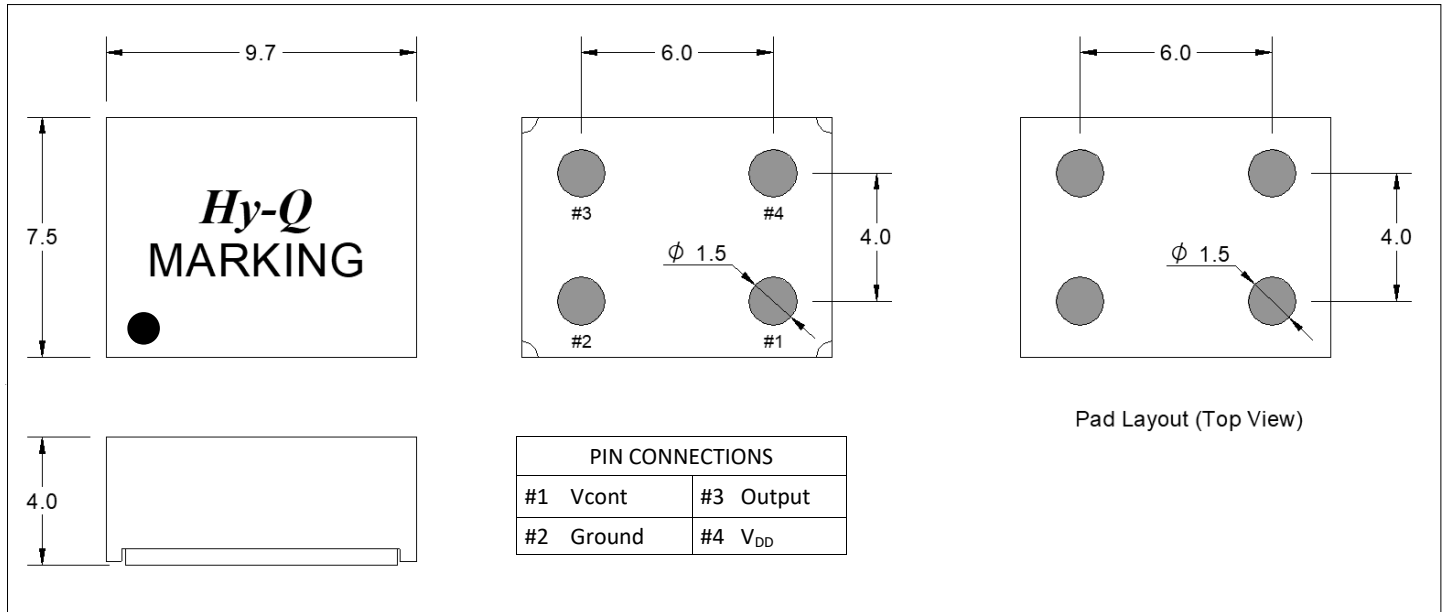 9.7
6.0
6.0
Hy-Q
MARKING
7.5
#3 #4
4.0
4.0
ϕ 1.5
ϕ 1.5
#2 #1
Pad Layout (Top View)
4.0
PIN CONNECTIONS
#1 Vcont #3 Output
#2 Ground #4 VDD